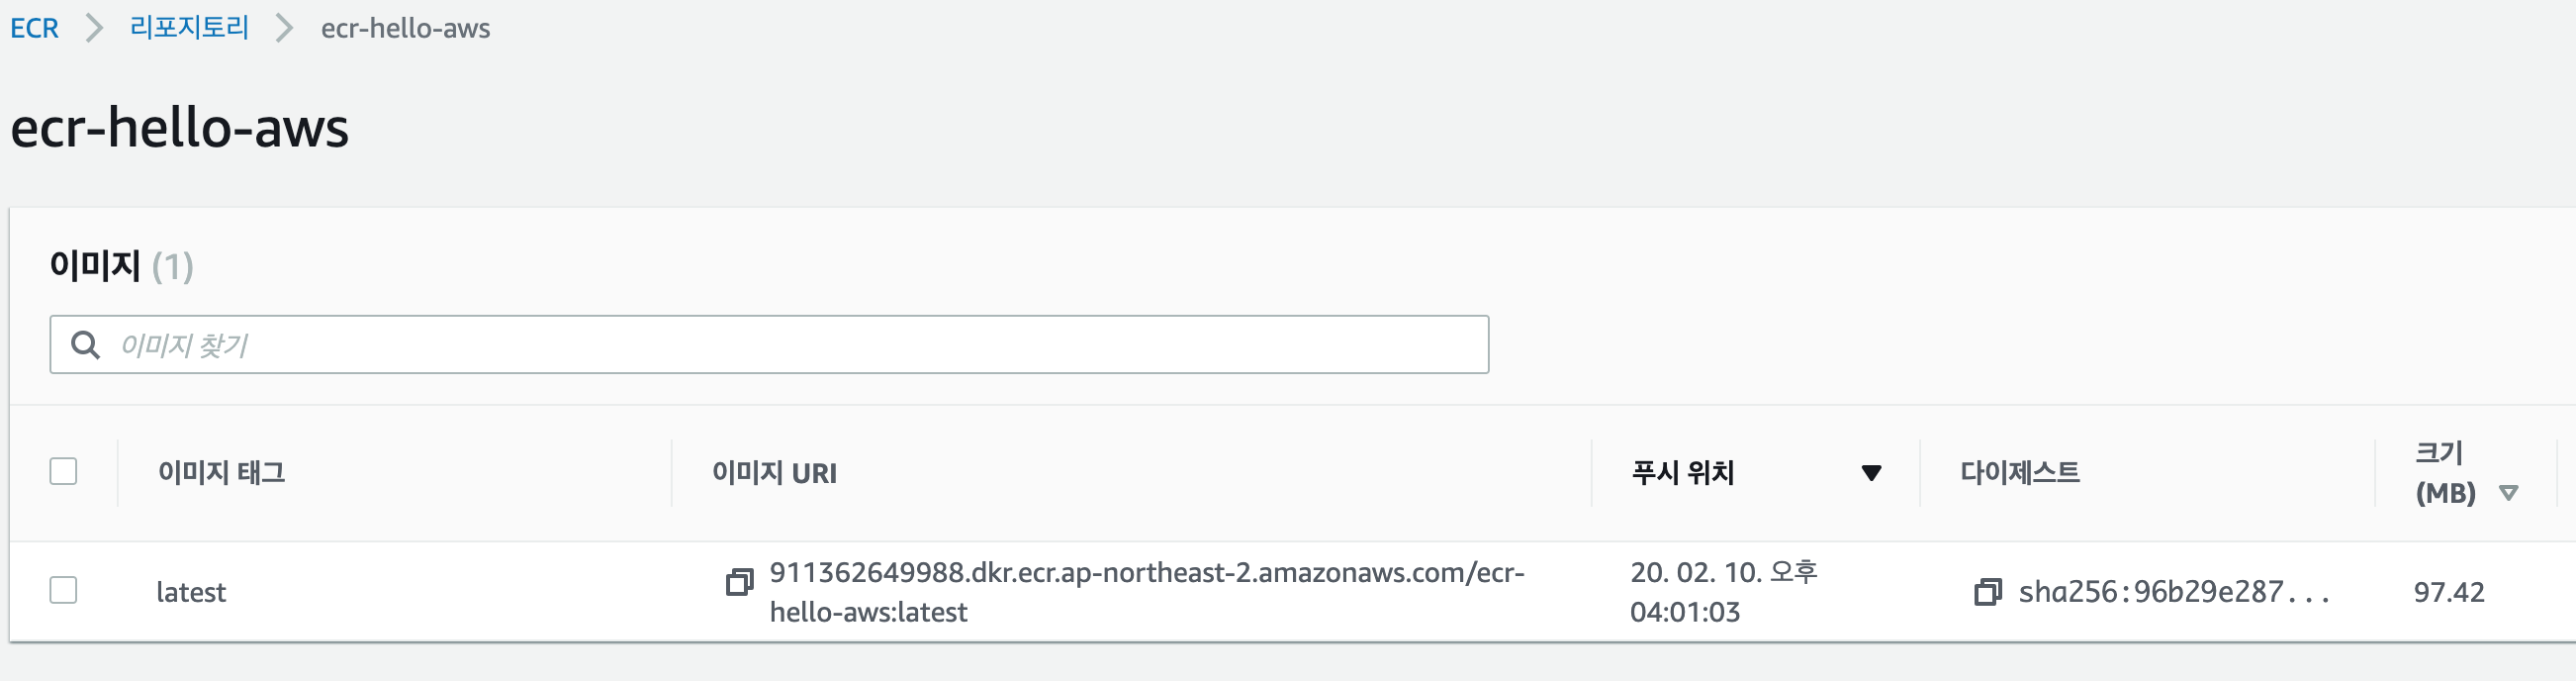 ECR 리포지토리 ecr-hello-aws
ecr-hello-aws
이미지 (1)
이미지 찾기
이미지 태그 이미지 URI 푸시 위치 다이제스트 크기 (MB)
latest 911362649988.dkr.ecr.ap-northeast-2.amazonaws.com/ecr- 20. 02. 10. 오후 sha256:96b29e287... 97.42
hello-aws:latest 04:01:03